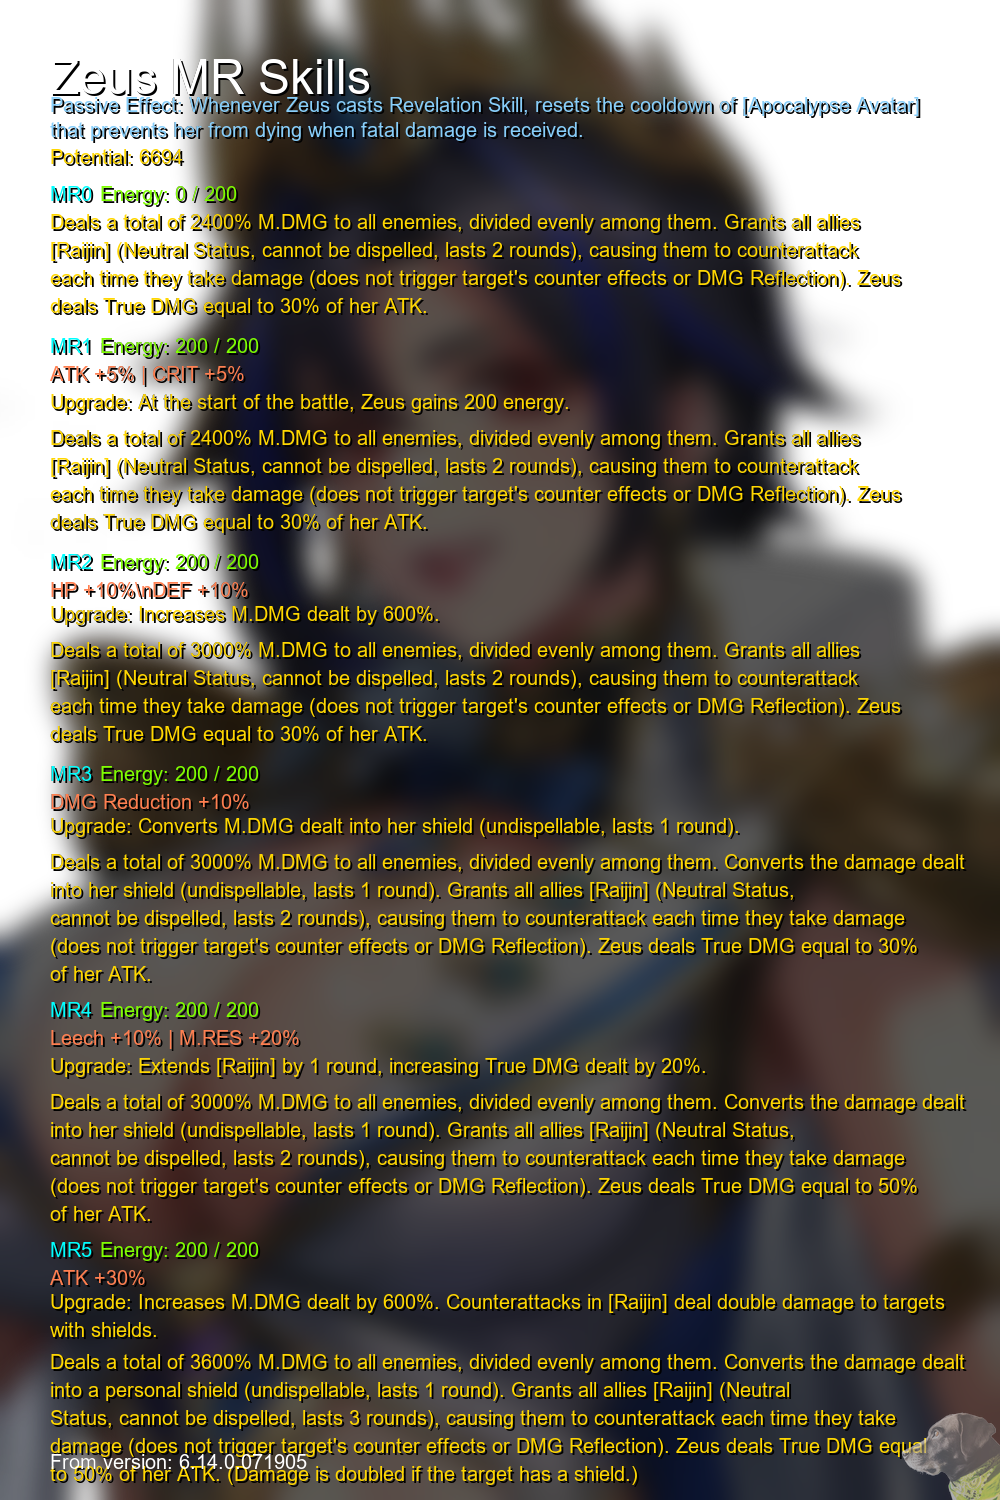 Zeus MR Skills
Passive Effect: Whenever Zeus casts Revelation Skill, resets the cooldown of [Apocalypse Avatar]
that prevents her from dying when fatal damage is received.
Potential: 6694
MR0 Energy: 0 / 200
Deals a total of 2400% M.DMG to all enemies, divided evenly among them. Grants all allies
[Raijin] (Neutral Status, cannot be dispelled, lasts 2 rounds), causing them to counterattack
each time they take damage (does not trigger target's counter effects or DMG Reflection). Zeus
deals True DMG equal to 30% of her ATK.
MR1 Energy: 200 / 200
ATK +5% | CRIT +5%
Upgrade: At the start of the battle, Zeus gains 200 energy.
Deals a total of 2400% M.DMG to all enemies, divided evenly among them. Grants all allies
[Raijin] (Neutral Status, cannot be dispelled, lasts 2 rounds), causing them to counterattack
each time they take damage (does not trigger target's counter effects or DMG Reflection). Zeus
deals True DMG equal to 30% of her ATK.
MR2 Energy: 200 / 200
HP +10%\nDEF +10%
Upgrade: Increases M.DMG dealt by 600%.
Deals a total of 3000% M.DMG to all enemies, divided evenly among them. Grants all allies
[Raijin] (Neutral Status, cannot be dispelled, lasts 2 rounds), causing them to counterattack
each time they take damage (does not trigger target's counter effects or DMG Reflection). Zeus
deals True DMG equal to 30% of her ATK.
MR3 Energy: 200 / 200
DMG Reduction +10%
Upgrade: Converts M.DMG dealt into her shield (undispellable, lasts 1 round).
Deals a total of 3000% M.DMG to all enemies, divided evenly among them. Converts the damage dealt
into her shield (undispellable, lasts 1 round). Grants all allies [Raijin] (Neutral Status,
cannot be dispelled, lasts 2 rounds), causing them to counterattack each time they take damage
(does not trigger target's counter effects or DMG Reflection). Zeus deals True DMG equal to 30%
of her ATK.
MR4 Energy: 200 / 200
Leech +10% | M.RES +20%
Upgrade: Extends [Raijin] by 1 round, increasing True DMG dealt by 20%.
Deals a total of 3000% M.DMG to all enemies, divided evenly among them. Converts the damage dealt
into her shield (undispellable, lasts 1 round). Grants all allies [Raijin] (Neutral Status,
cannot be dispelled, lasts 2 rounds), causing them to counterattack each time they take damage
(does not trigger target's counter effects or DMG Reflection). Zeus deals True DMG equal to 50%
of her ATK.
MR5 Energy: 200 / 200
ATK +30%
Upgrade: Increases M.DMG dealt by 600%. Counterattacks in [Raijin] deal double damage to targets
with shields.
Deals a total of 3600% M.DMG to all enemies, divided evenly among them. Converts the damage dealt
into a personal shield (undispellable, lasts 1 round). Grants all allies [Raijin] (Neutral
Status, cannot be dispelled, lasts 3 rounds), causing them to counterattack each time they take
damage (does not trigger target's counter effects or DMG Reflection). Zeus deals True DMG equal
From version: 6.14.0.071905
to 50% of her ATK. (Damage is doubled if the target has a shield.)